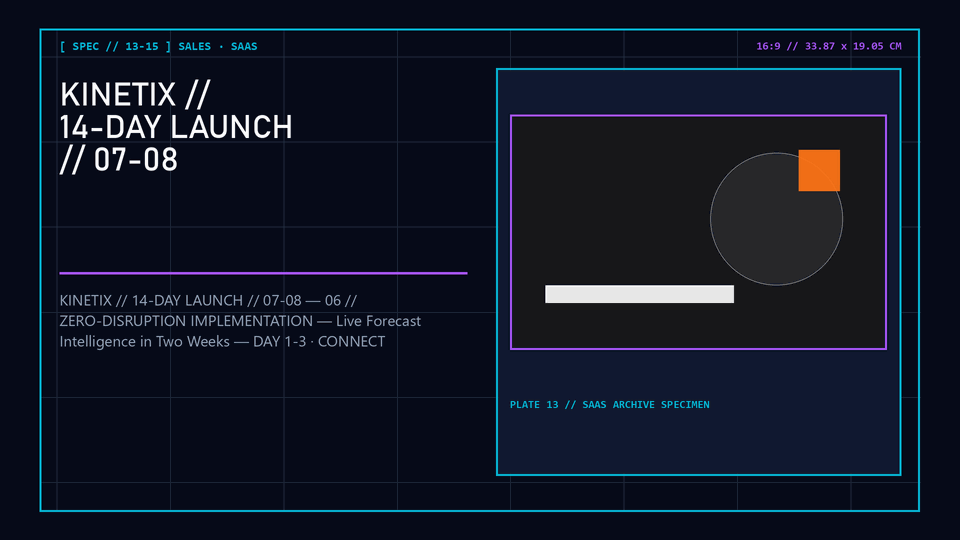 [ SPEC // 13-15 ] SALES · SAAS
16:9 // 33.87 x 19.05 CM
KINETIX //
14-DAY LAUNCH
// 07-08
KINETIX // 14-DAY LAUNCH // 07-08 — 06 //
ZERO-DISRUPTION IMPLEMENTATION — Live Forecast
Intelligence in Two Weeks — DAY 1-3 · CONNECT
PLATE 13 // SAAS ARCHIVE SPECIMEN